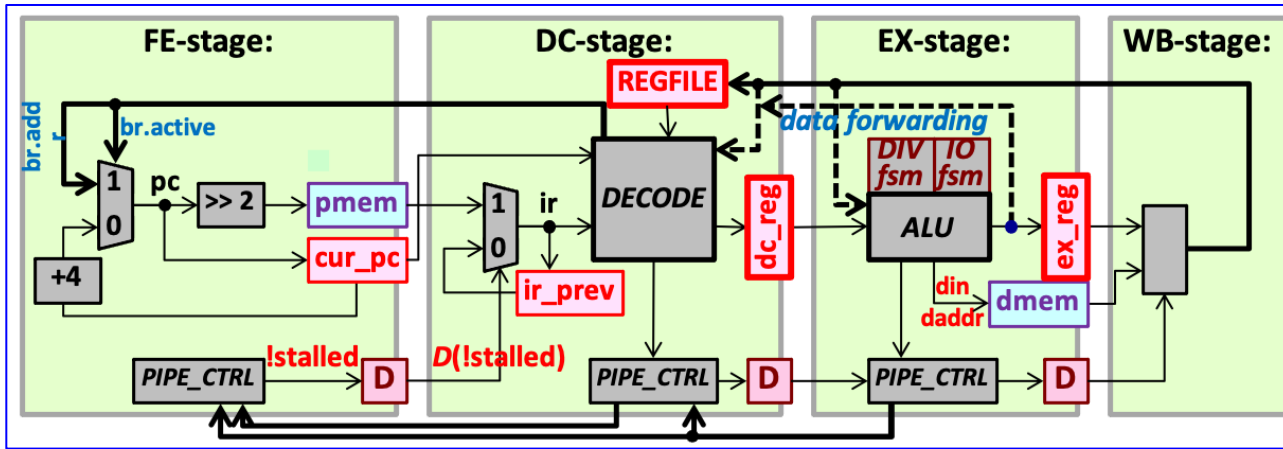 FE-stage:
DC-stage:
EX-stage:
WB-stage:
REGFILE
br.add
r
br.active
data forwarding
DIV
fsm
IO
fsm
1
0
pc
>> 2
pmem
1
0
ir
DECODE
dc_reg
ALU
ex_reg
+4
cur_pc
ir_prev
din
daddr
dmem
!stalled
D(!stalled)
PIPE_CTRL
D
PIPE_CTRL
D
PIPE_CTRL
D